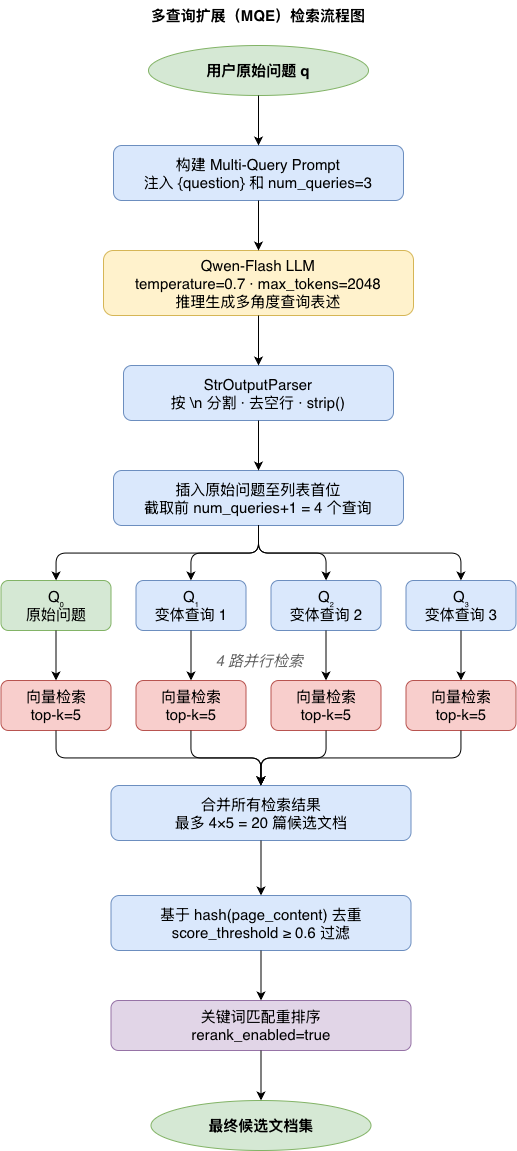 多查询扩展（MQE）检索流程图
用户原始问题 q
构建 Multi-Query Prompt
注入 {question} 和 num_queries=3
Qwen-Flash LLM
temperature=0.7 · max_tokens=2048
推理生成多角度查询表述
StrOutputParser
按 \n 分割 · 去空行 · strip()
插入原始问题至列表首位
截取前 num_queries+1 = 4 个查询
Q₀
原始问题
Q₁
变体查询 1
Q₂
变体查询 2
Q₃
变体查询 3
4 路并行检索
向量检索
top-k=5
向量检索
top-k=5
向量检索
top-k=5
向量检索
top-k=5
合并所有检索结果
最多 4×5 = 20 篇候选文档
基于 hash(page_content) 去重
score_threshold ≥ 0.6 过滤
关键词匹配重排序
rerank_enabled=true
最终候选文档集